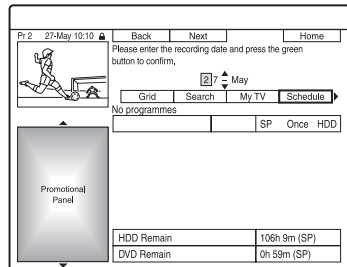 Pr 2 27-May 10:10
Back Next Home
Please enter the recording date and press the green
button to confirm,
27 May
Grid Search My TV Schedule
No programmes
SP Once HDD
Promotional
Panel
HDD Remain 106h 9m (SP)
DVD Remain 0h 59m (SP)